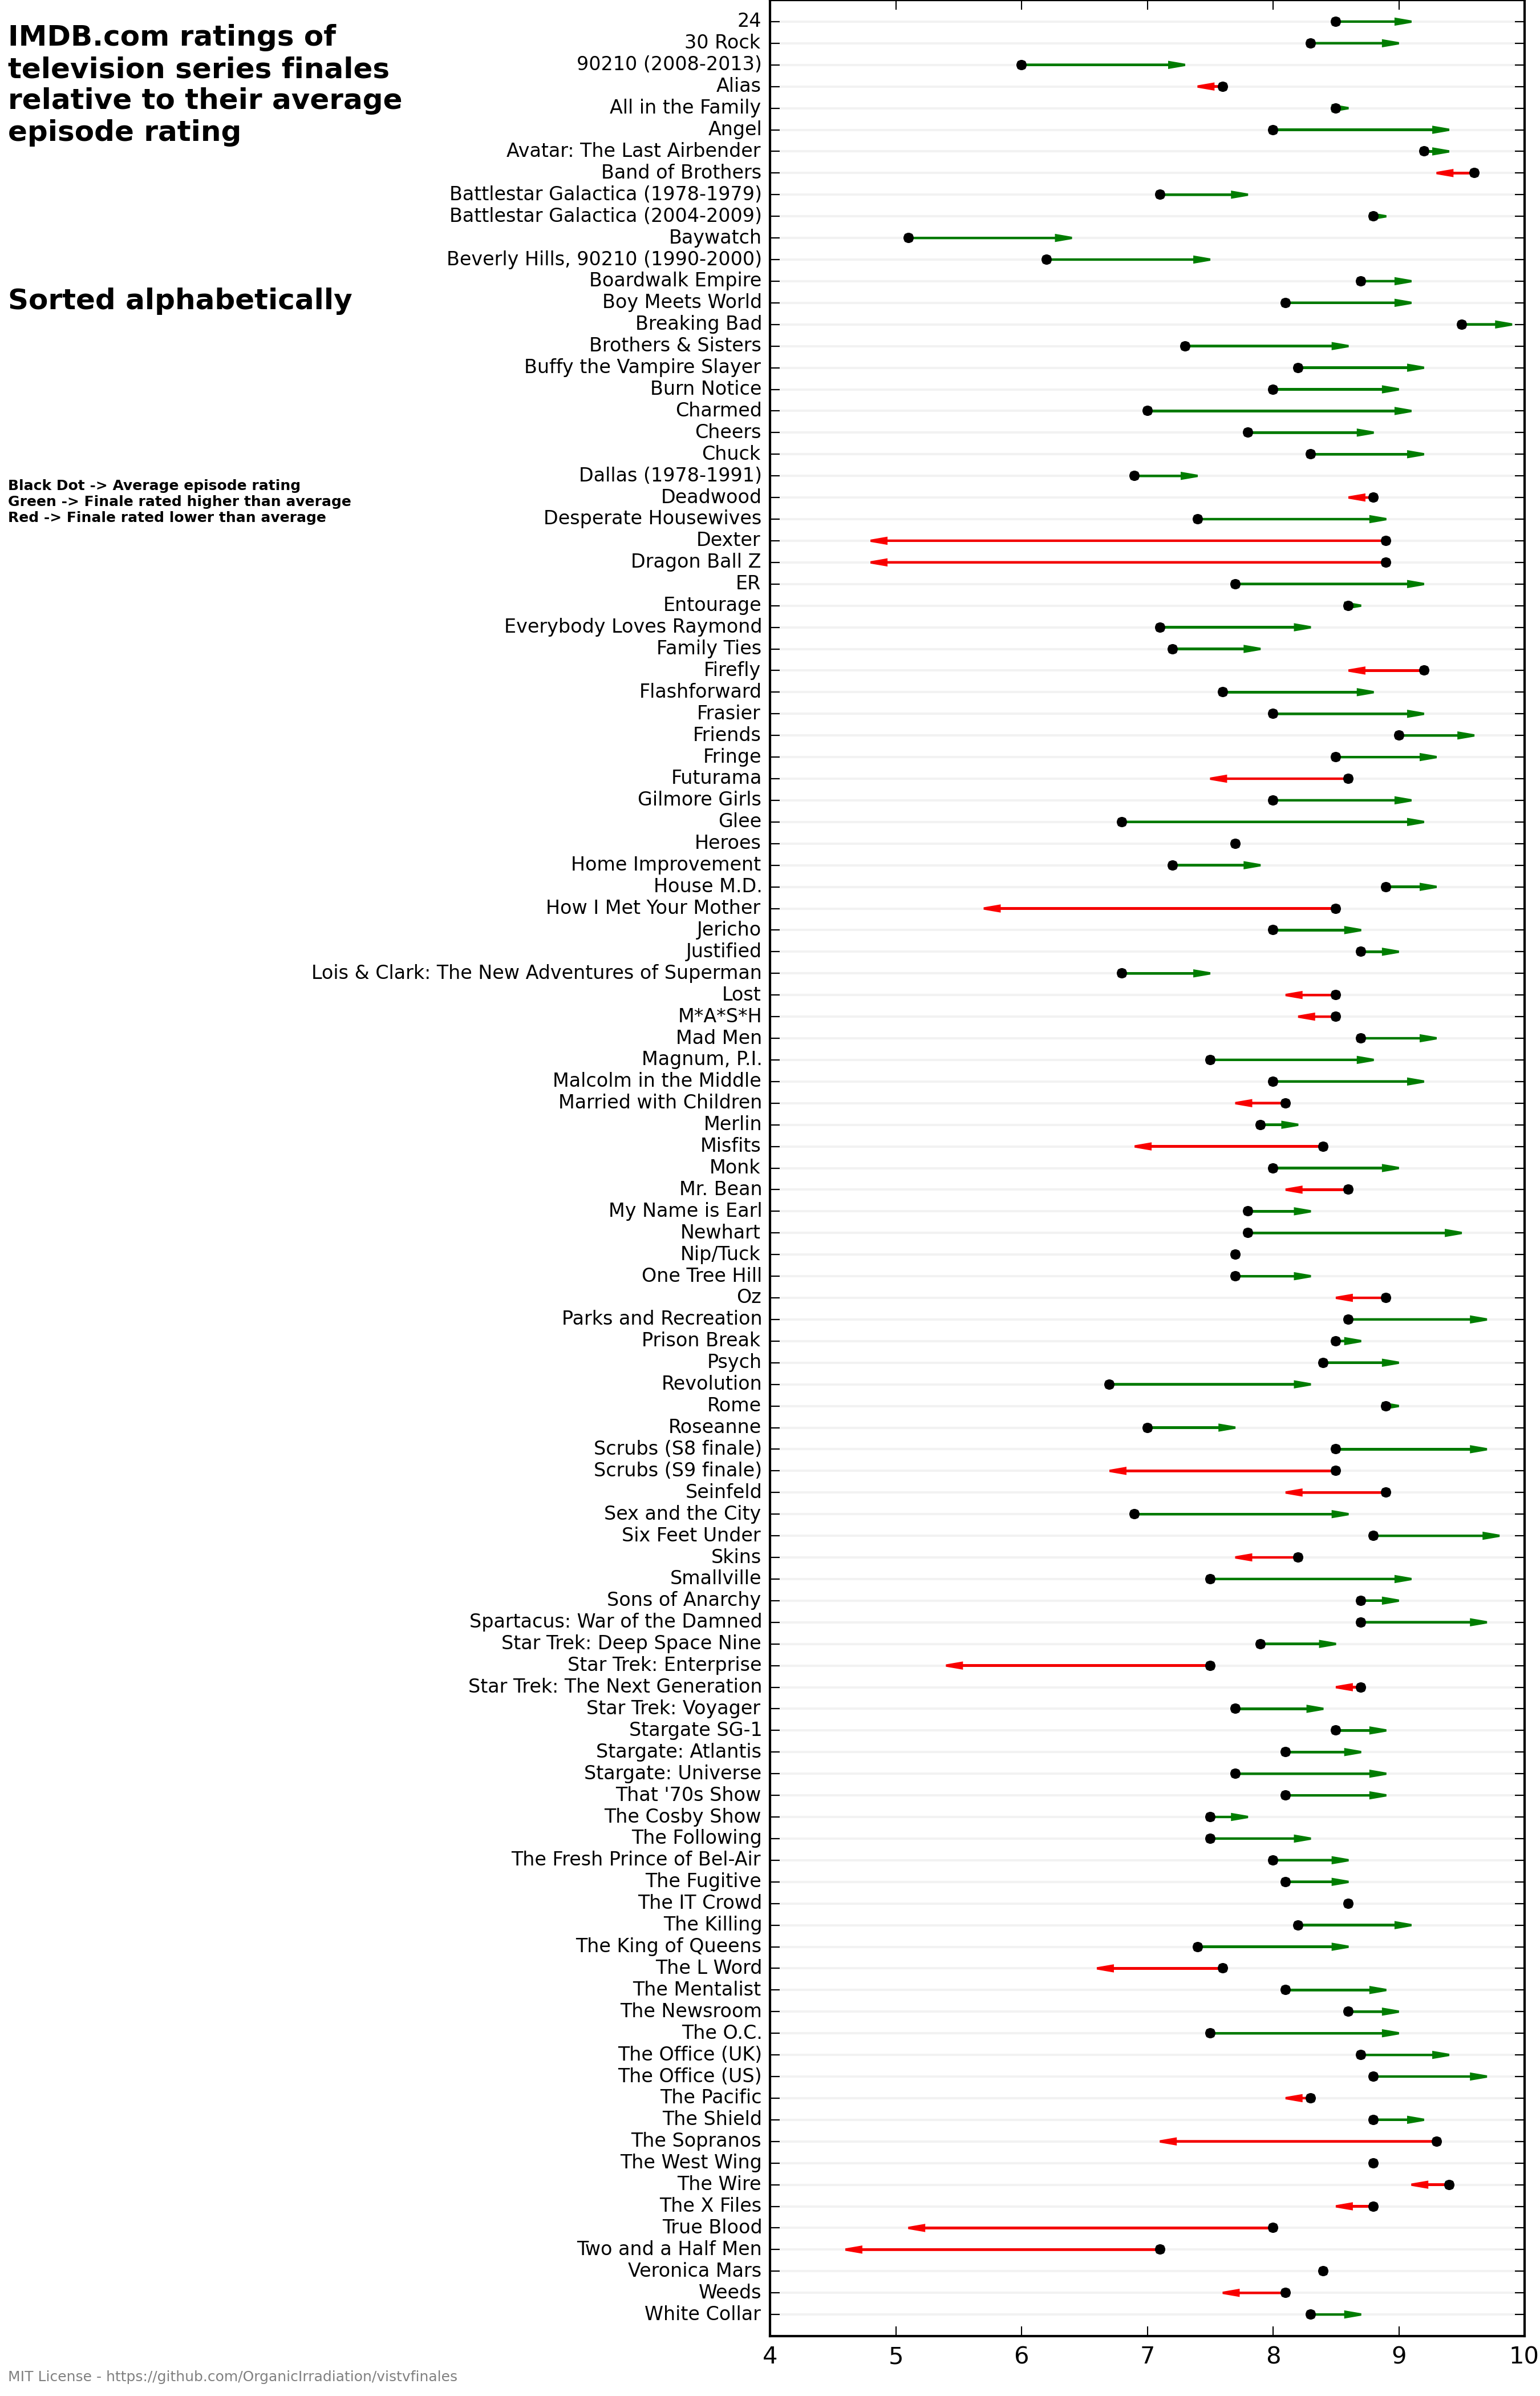 IMDB.com ratings of
television series finales
relative to their average
episode rating
Sorted alphabetically
Black Dot -> Average episode rating
Green -> Finale rated higher than average
Red -> Finale rated lower than average
24
30 Rock
90210 (2008-2013)
Alias
All in the Family
Angel
Avatar: The Last Airbender
Band of Brothers
Battlestar Galactica (1978-1979)
Battlestar Galactica (2004-2009)
Baywatch
Beverly Hills, 90210 (1990-2000)
Boardwalk Empire
Boy Meets World
Breaking Bad
Brothers & Sisters
Buffy the Vampire Slayer
Burn Notice
Charmed
Cheers
Chuck
Dallas (1978-1991)
Deadwood
Desperate Housewives
Dexter
Dragon Ball Z
ER
Entourage
Everybody Loves Raymond
Family Ties
Firefly
Flashforward
Frasier
Friends
Fringe
Futurama
Gilmore Girls
Glee
Heroes
Home Improvement
House M.D.
How I Met Your Mother
Jericho
Justified
Lois & Clark: The New Adventures of Superman
Lost
M*A*S*H
Mad Men
Magnum, P.I.
Malcolm in the Middle
Married with Children
Merlin
Misfits
Monk
Mr. Bean
My Name is Earl
Newhart
Nip/Tuck
One Tree Hill
Oz
Parks and Recreation
Prison Break
Psych
Revolution
Rome
Roseanne
Scrubs (S8 finale)
Scrubs (S9 finale)
Seinfeld
Sex and the City
Six Feet Under
Skins
Smallville
Sons of Anarchy
Spartacus: War of the Damned
Star Trek: Deep Space Nine
Star Trek: Enterprise
Star Trek: The Next Generation
Star Trek: Voyager
Stargate SG-1
Stargate: Atlantis
Stargate: Universe
That '70s Show
The Cosby Show
The Following
The Fresh Prince of Bel-Air
The Fugitive
The IT Crowd
The Killing
The King of Queens
The L Word
The Mentalist
The Newsroom
The O.C.
The Office (UK)
The Office (US)
The Pacific
The Shield
The Sopranos
The West Wing
The Wire
The X Files
True Blood
Two and a Half Men
Veronica Mars
Weeds
White Collar
4 5 6 7 8 9 10
MIT License - https://github.com/OrganicIrradiation/vistvfinales